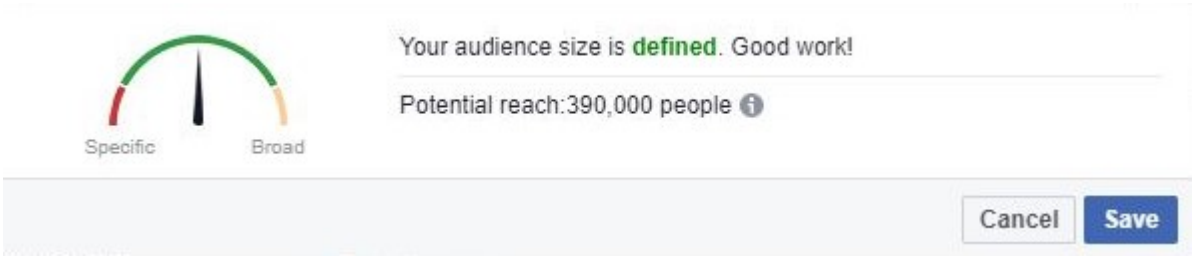 Your audience size is defined. Good work!
Potential reach:390,000 people
Specific Broad
Cancel Save